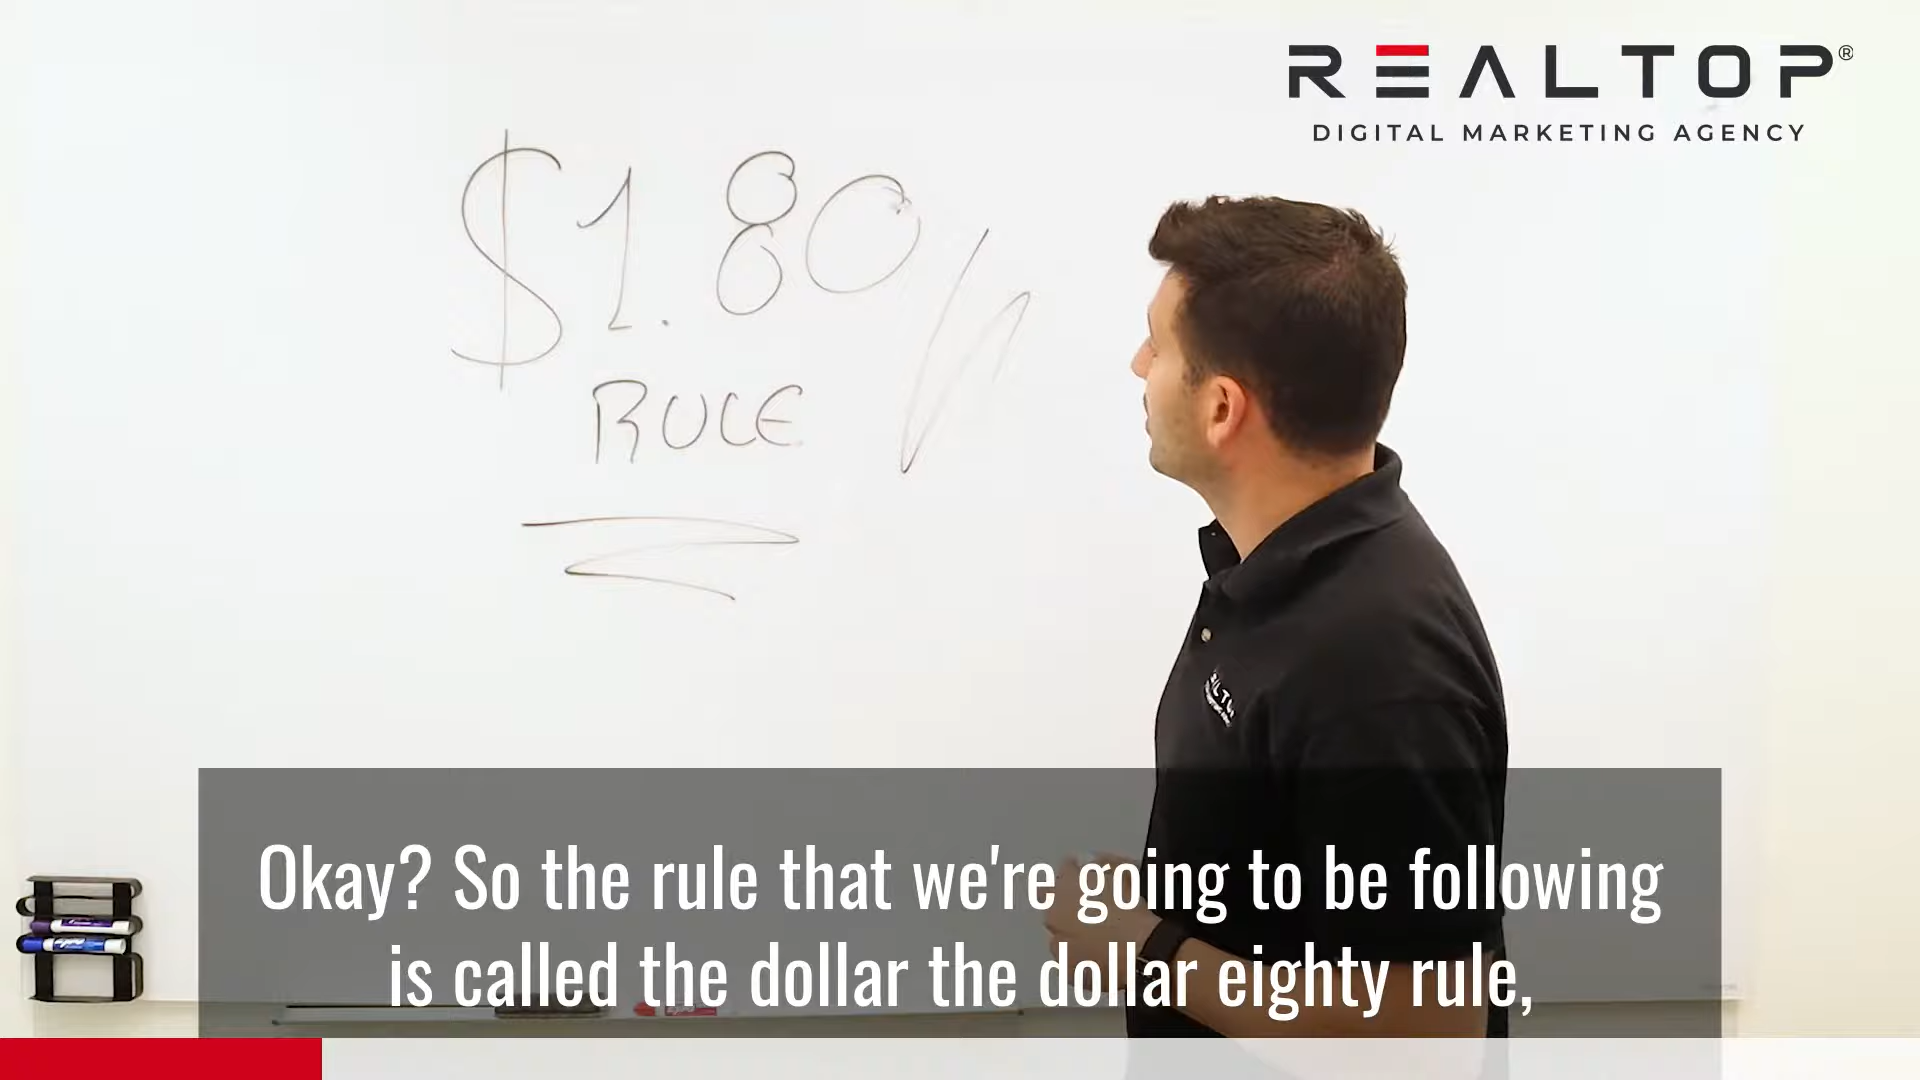 REALTOP®
DIGITAL MARKETING AGENCY
$1.80
RULE
Okay? So the rule that we're going to be following
is called the dollar the dollar eighty rule,